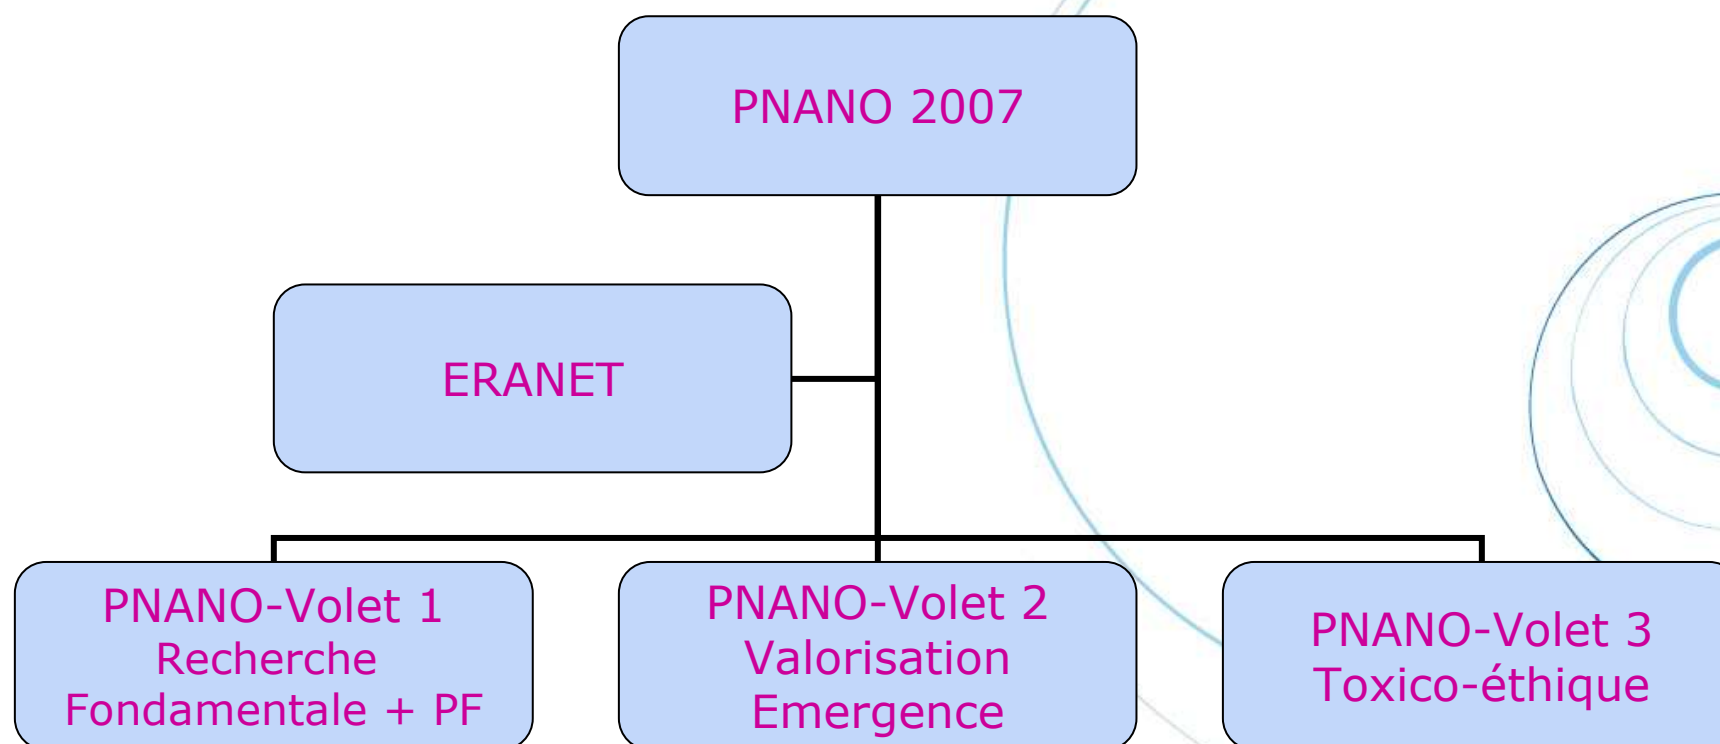 PNANO 2007
ERANET
PNANO-Volet 1
Recherche
Fondamentale + PF
PNANO-Volet 2
Valorisation
Emergence
PNANO-Volet 3
Toxico-éthique